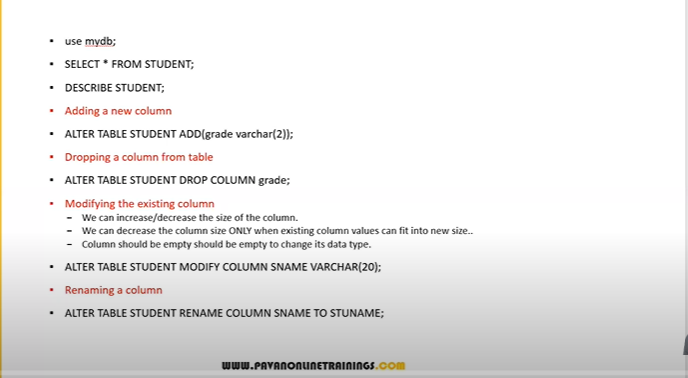 use mydb;
SELECT * FROM STUDENT;
DESCRIBE STUDENT;
Adding a new column
ALTER TABLE STUDENT ADD(grade varchar(2));
Dropping a column from table
ALTER TABLE STUDENT DROP COLUMN grade;
Modifying the existing column
– We can increase/decrease the size of the column.
– We can decrease the column size ONLY when existing column values can fit into new size..
– Column should be empty should be empty to change its data type.
ALTER TABLE STUDENT MODIFY COLUMN SNAME VARCHAR(20);
Renaming a column
ALTER TABLE STUDENT RENAME COLUMN SNAME TO STUNAME;
WWW.PAVANONLINETRAININGS.COM